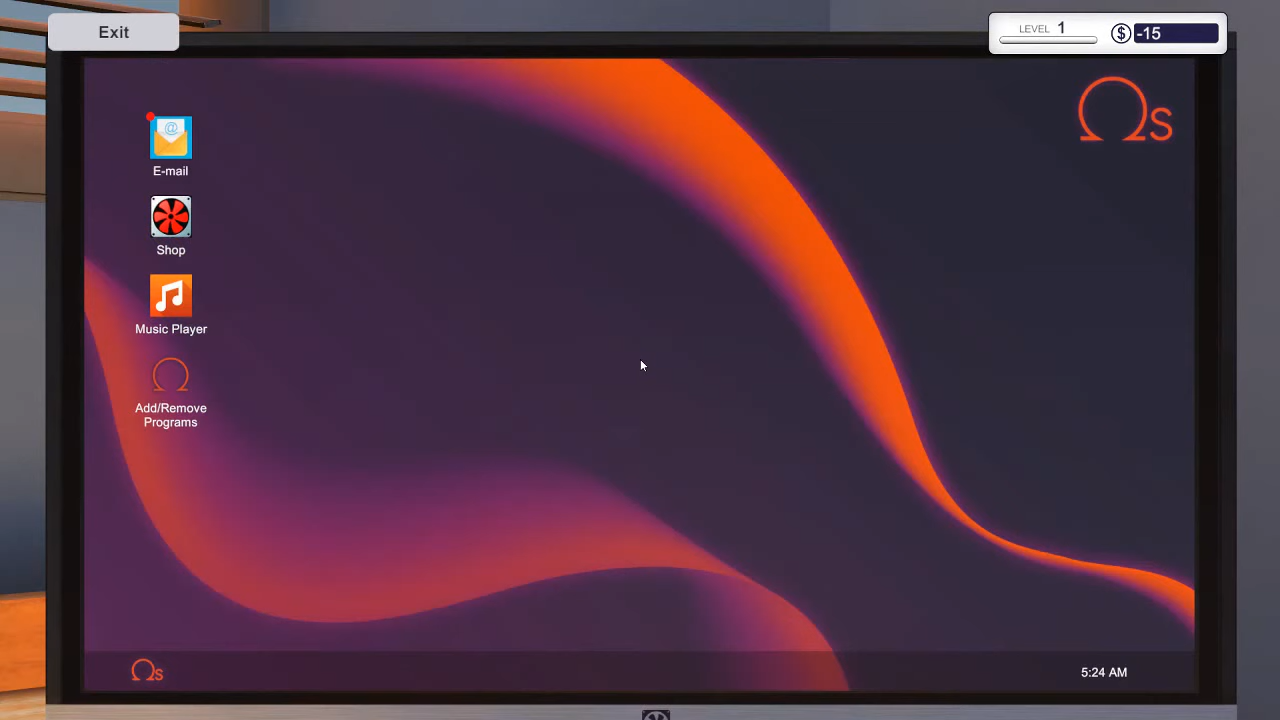 Exit
LEVEL 1
$ -15
Ωs
E-mail
Shop
Music Player
Add/Remove
Programs
Ωs
5:24 AM